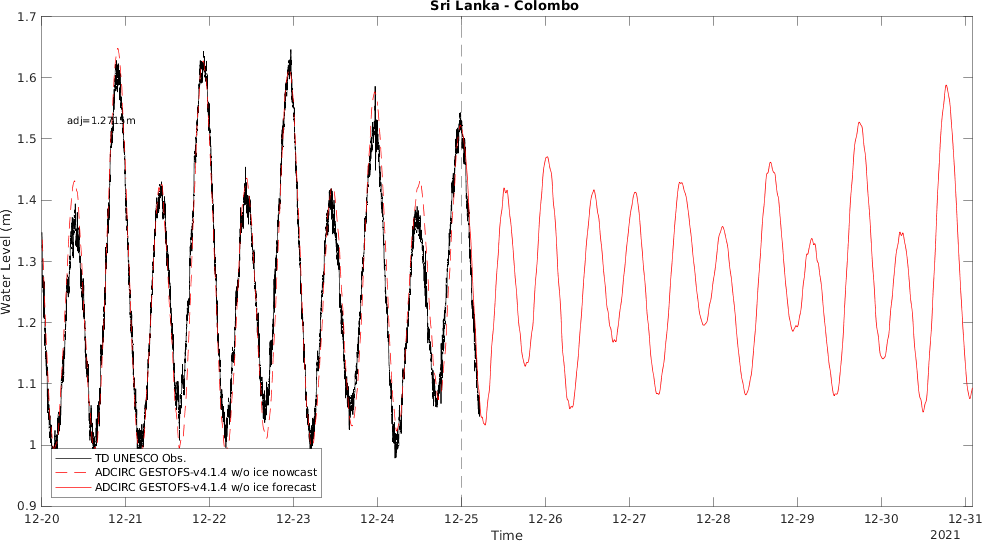 Sri Lanka - Colombo
1.7
1.6
1.5
1.4
1.3
1.2
1.1
1
0.9
Water Level (m)
adj=1.2715m
TD UNESCO Obs.
ADCIRC GESTOFS-v4.1.4 w/o ice nowcast
ADCIRC GESTOFS-v4.1.4 w/o ice forecast
12-20 12-21 12-22 12-23 12-24 12-25 12-26 12-27 12-28 12-29 12-30 12-31
Time
2021